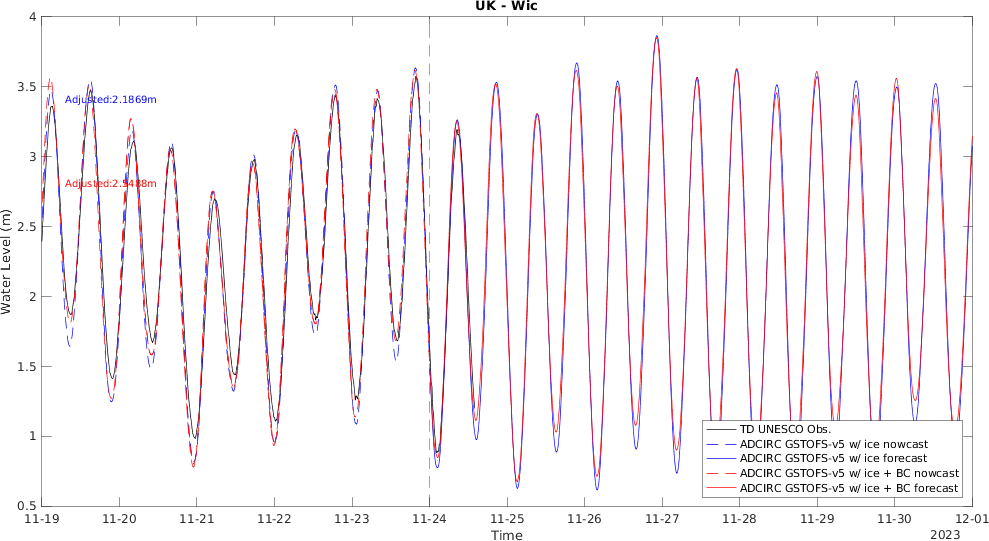 UK - Wic
4
3.5
3
2.5
2
1.5
1
0.5
Water Level (m)
Adjusted:2.1869m
Adjusted:2.5488m
TD UNESCO Obs.
ADCIRC GSTOFS-v5 w/ ice nowcast
ADCIRC GSTOFS-v5 w/ ice forecast
ADCIRC GSTOFS-v5 w/ ice + BC nowcast
ADCIRC GSTOFS-v5 w/ ice + BC forecast
11-19 11-20 11-21 11-22 11-23 11-24 11-25 11-26 11-27 11-28 11-29 11-30 12-01
Time
2023